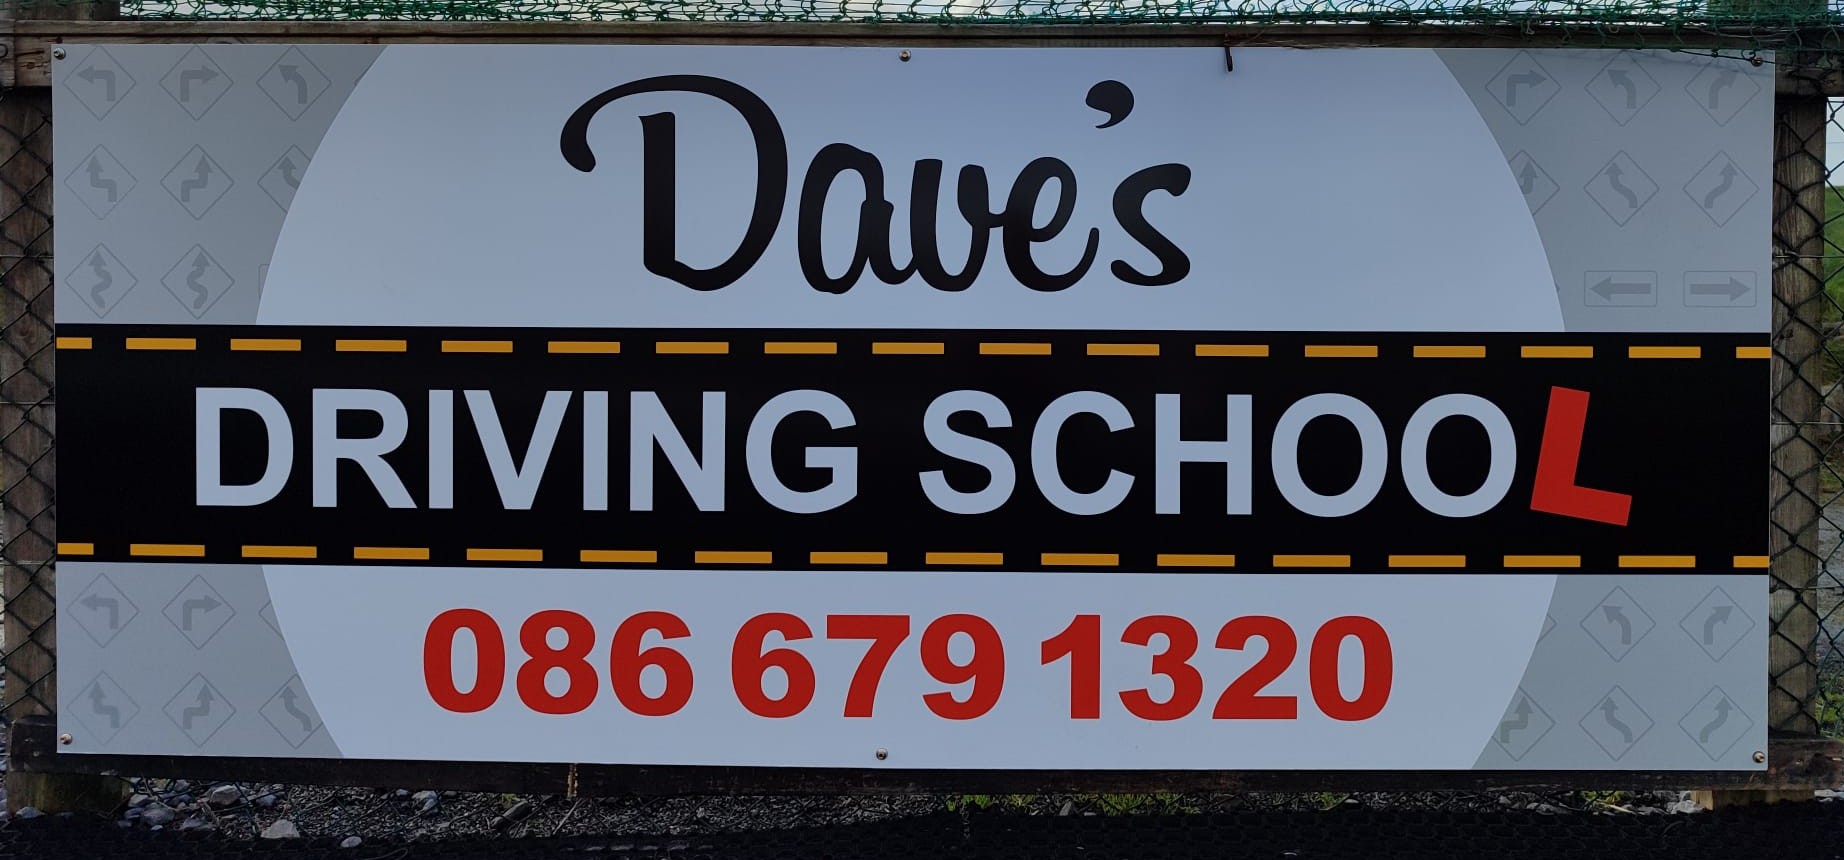 Dave's
DRIVING SCHOOL
086 679 1320